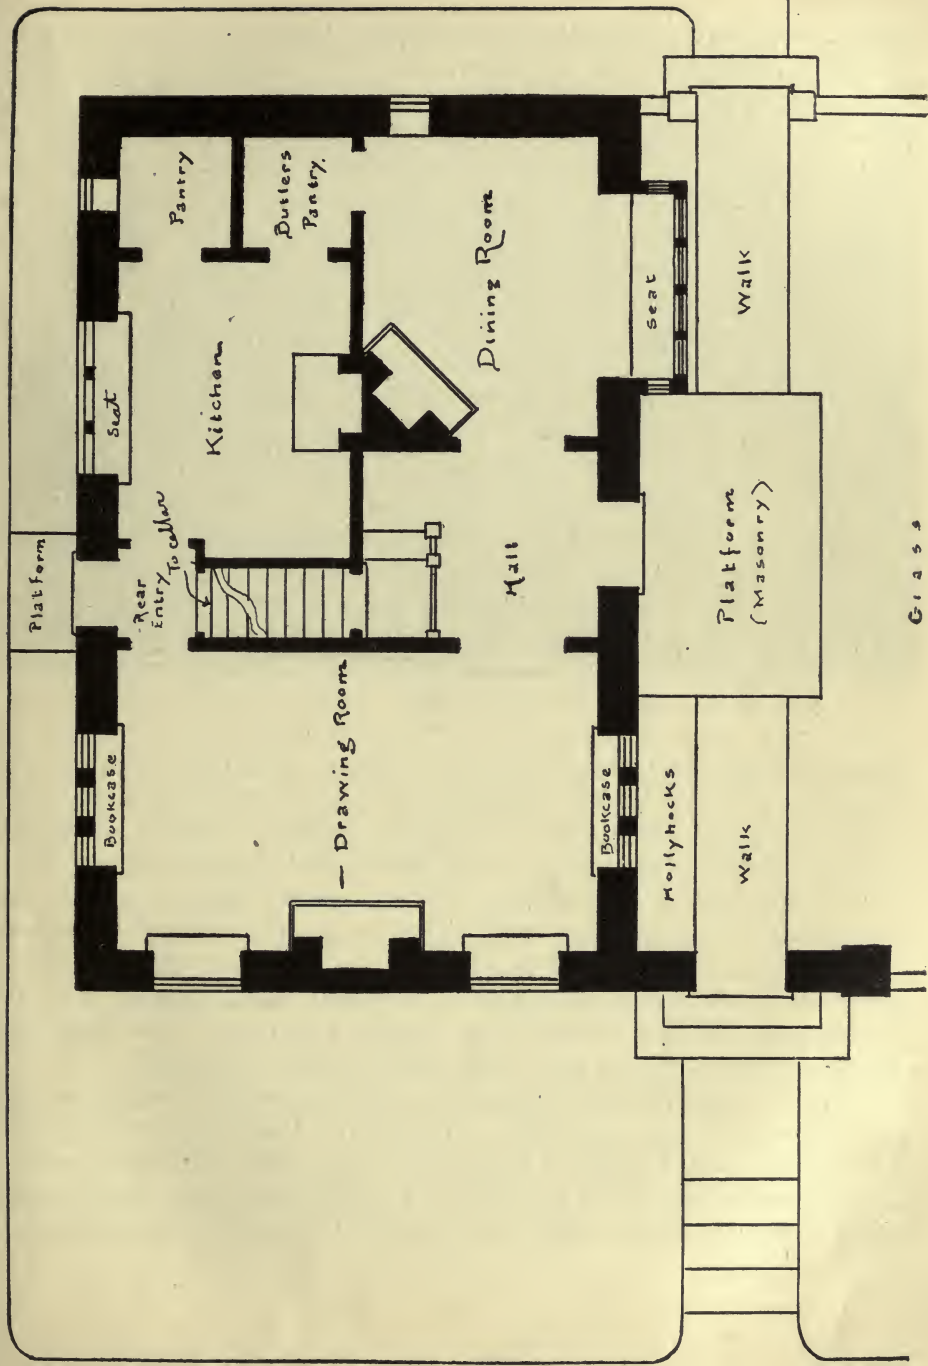 Pantry
Butlers
Pantry.
Dining Room
Seat
Walk
Seat
Kitchen
Platform
Rear
Entry
To cellar
Hall
Platform
(Masonry)
Grass
Bookcase
Drawing Room
Bookcase
Hollyhocks
Walk